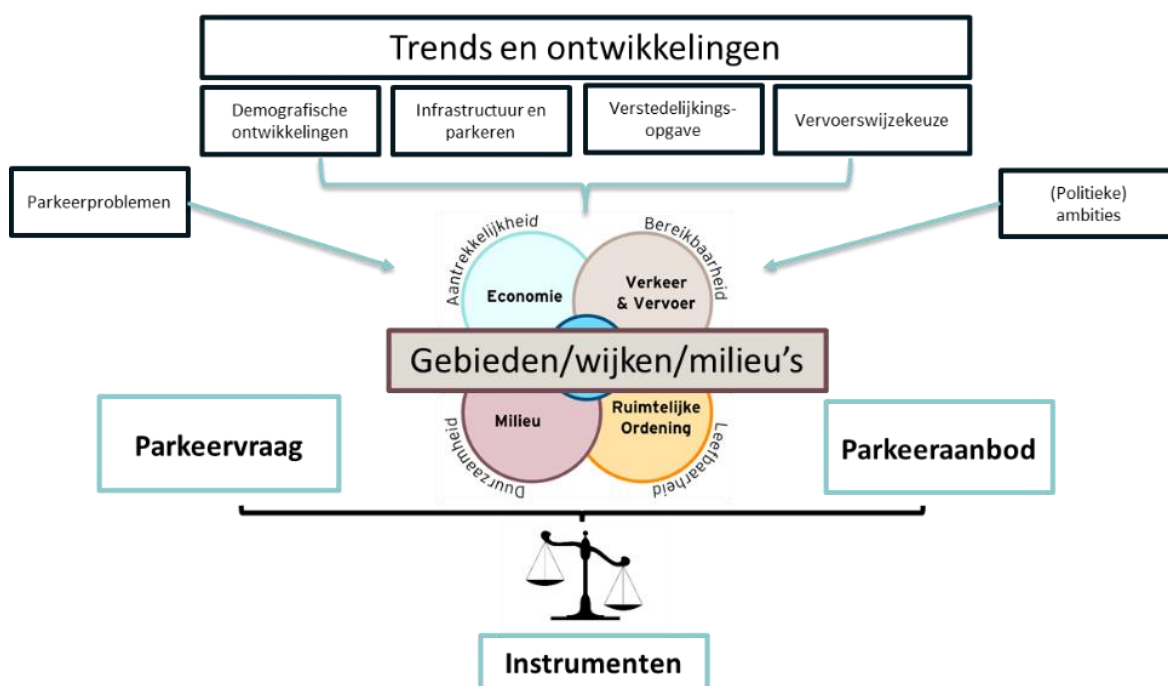 Trends en ontwikkelingen
Demografische
ontwikkelingen
Infrastructuur en
parkeren
Verstedelijkings-
opgave
Vervoerswijzekeuze
Parkeerproblemen
(Politieke)
ambities
Aantrekkelijkheid
Bereikbaarheid
Economie
Verkeer
& Vervoer
Gebieden/wijken/milieu's
Milieu
Ruimtelijke
Ordening
Duurzaamheid
Leefbaarheid
Parkeervraag
Parkeeraanbod
Instrumenten